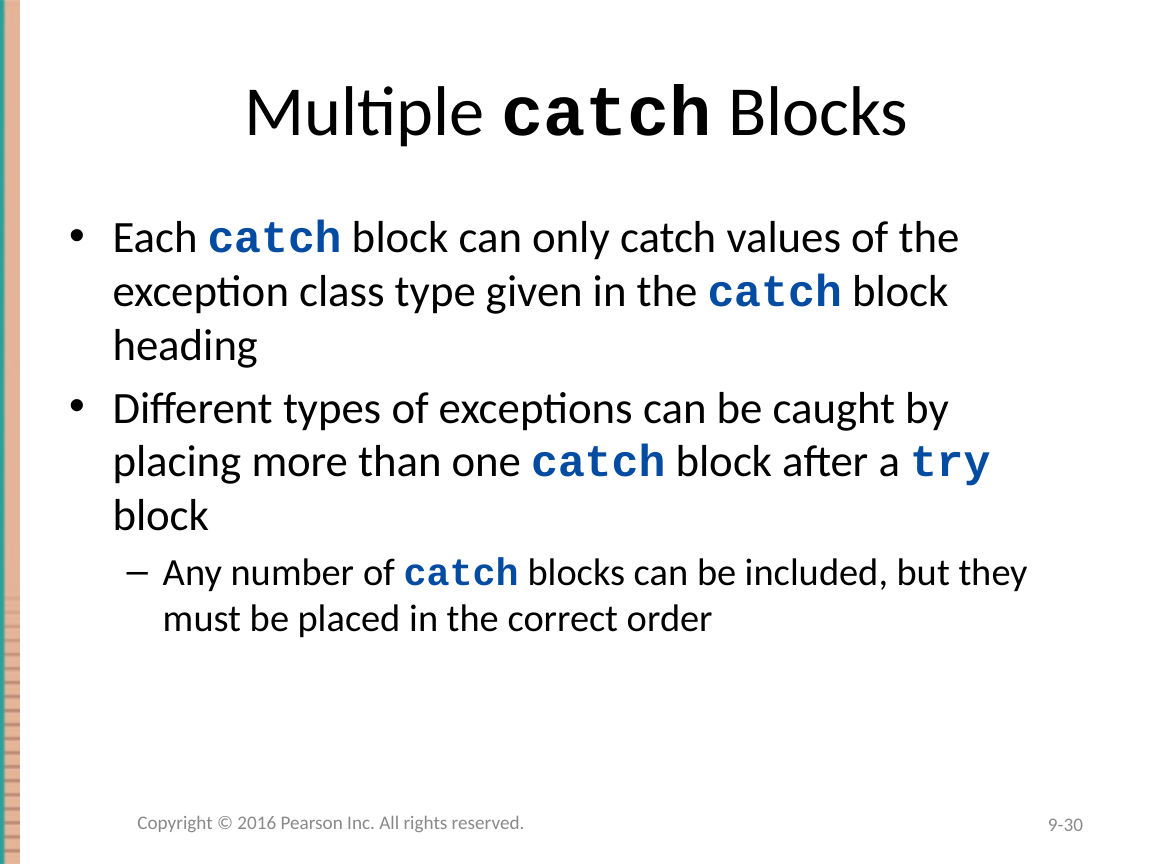 Multiple catch Blocks
• Each catch block can only catch values of the
exception class type given in the catch block
heading
• Different types of exceptions can be caught by
placing more than one catch block after a try
block
– Any number of catch blocks can be included, but they
must be placed in the correct order
Copyright © 2016 Pearson Inc. All rights reserved.
9-30